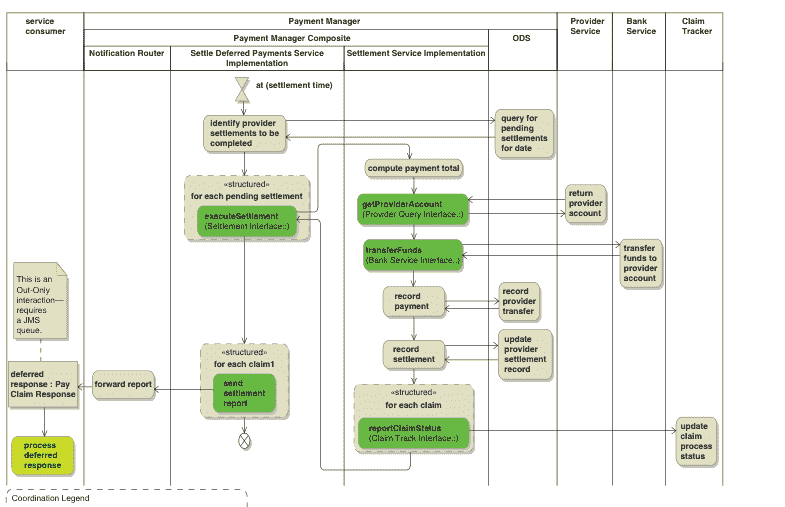 service
consumer
Payment Manager
Provider
Service
Bank
Service
Claim
Tracker
Payment Manager Composite
ODS
Notification Router
Settle Deferred Payments Service
Implementation
Settlement Service Implementation
at (settlement time)
identify provider
settlements to be
completed
query for
pending
settlements
for date
compute payment total
«structured»
for each pending settlement
executeSettlement
(Settlement Interface::)
getProviderAccount
(Provider Query Interface.:)
return
provider
account
transferFunds
(Bank Service Interface..)
transfer
funds to
provider
account
This is an
Out-Only
interaction—
requires
a JMS
queue.
record
payment
record
provider
transfer
record
settlement
update
provider
settlement
record
«structured»
for each claim1
send
settlement
report
forward report
deferred
response : Pay
Claim Response
process
deferred
response
«structured»
for each claim
reportClaimStatus
(Claim Track Interface.:)
update
claim
process
status
Coordination Legend